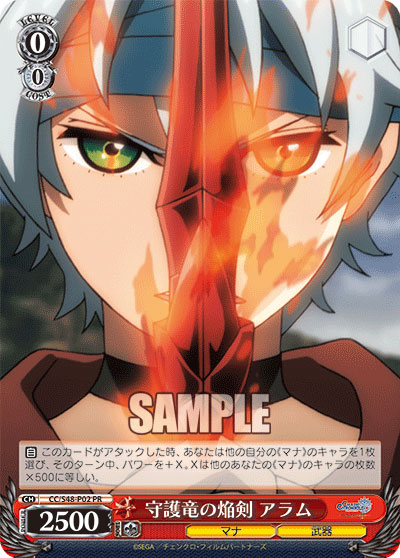 LEVEL
0
0
COST
SAMPLE
自 このカードがアタックした時、あなたは他の自分の《マナ》のキャラを1枚
選び、そのターン中、パワーを＋X。Xは他のあなたの《マナ》のキャラの枚数
×500に等しい。
CH CC/S48-P02 PR
POWER
2500
守護竜の焔剣 アラム
マナ
武器
©SEGA／チェンクロ・フィルムパートナーズ